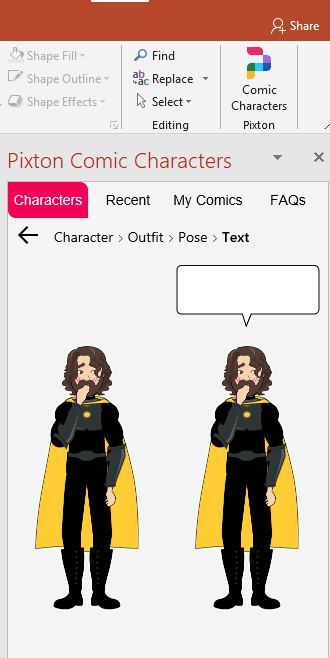 Share
Shape Fill
Shape Outline
Shape Effects
Find
Replace
Select
Editing
Comic
Characters
Pixton
Pixton Comic Characters
Characters Recent My Comics FAQs
Character > Outfit > Pose > Text